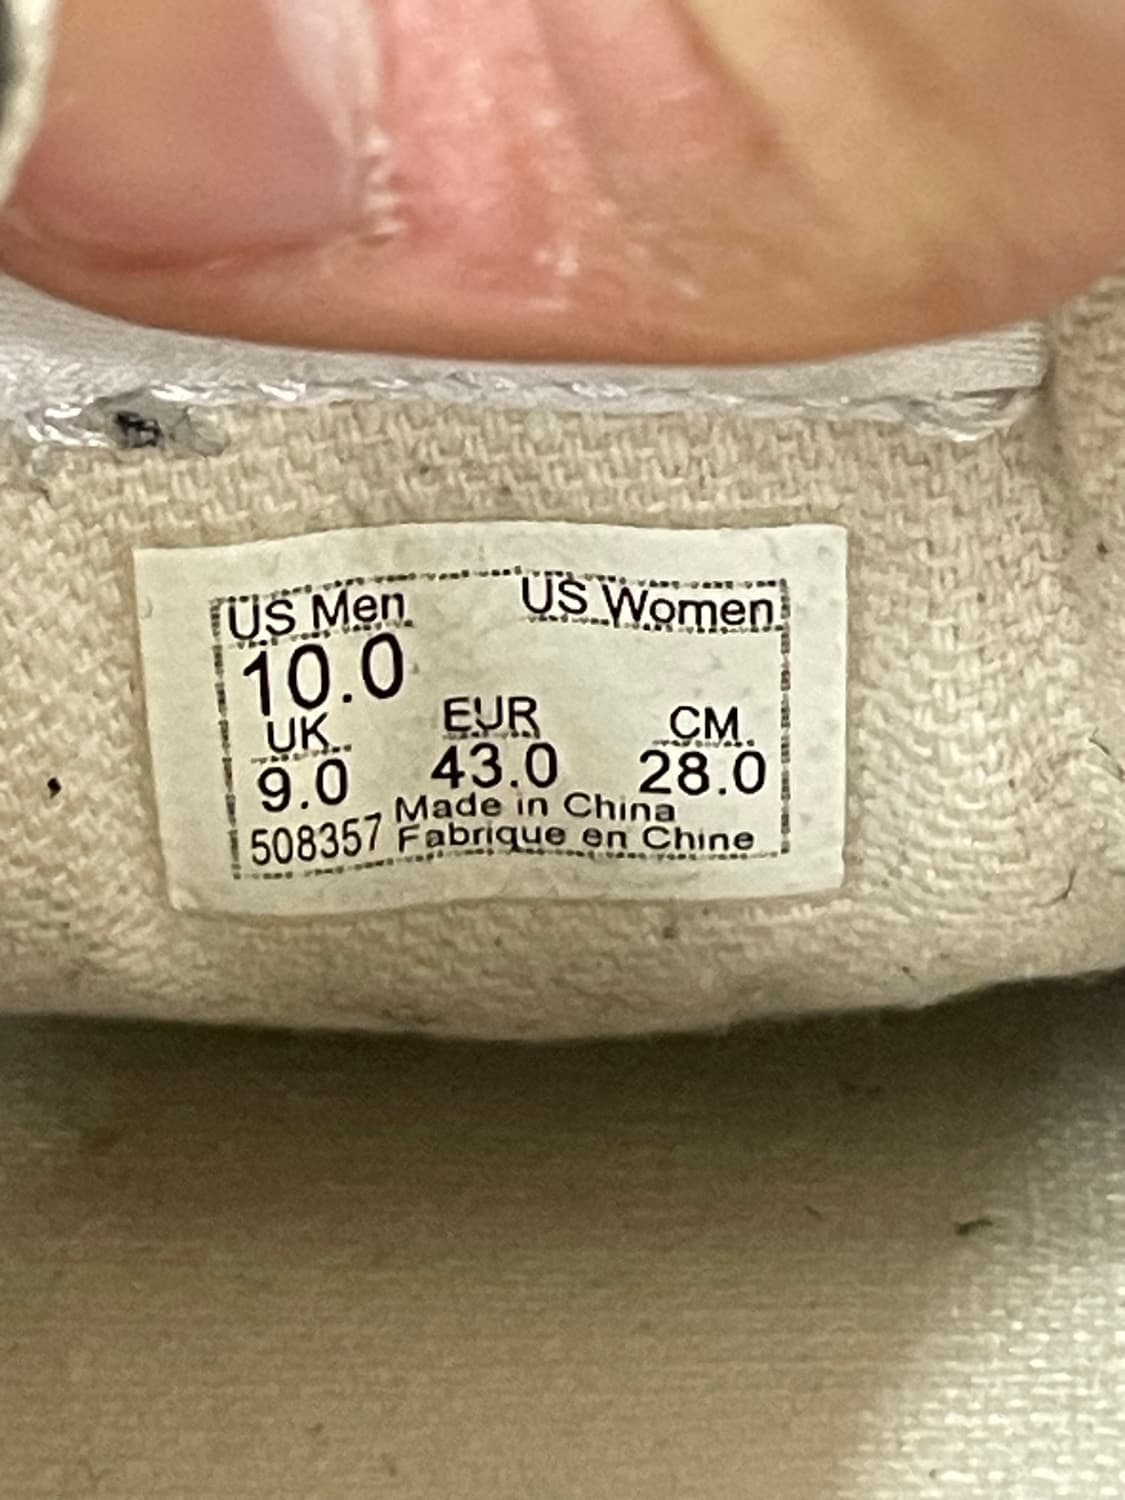 US Men US Women
10.0
UK EUR CM
9.0 43.0 28.0
Made in China
508357 Fabrique en Chine